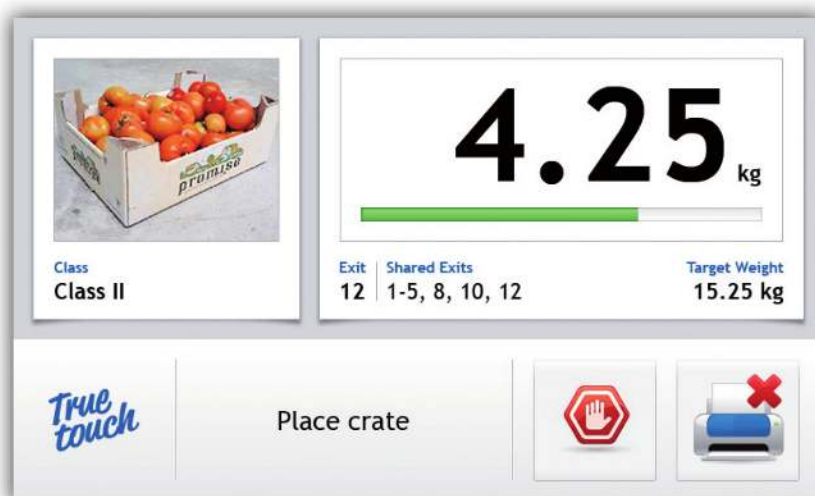 promise
4.25 kg
Class
Class II
Exit
12
Shared Exits
1-5, 8, 10, 12
Target Weight
15.25 kg
True
touch
Place crate